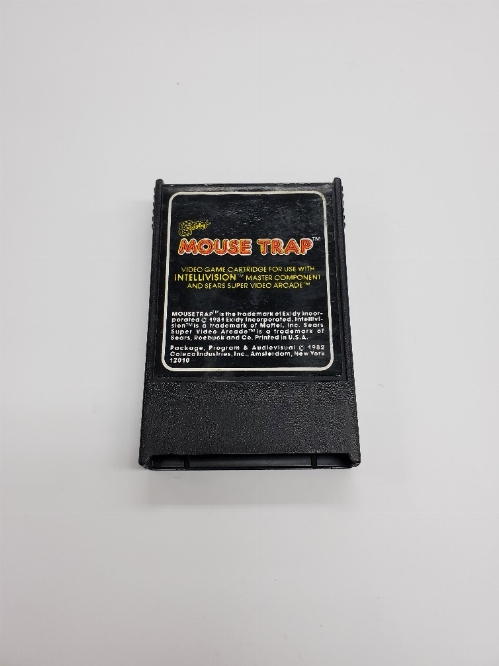 MOUSE TRAP™
VIDEO GAME CARTRIDGE FOR USE WITH
INTELLIVISION™ MASTER COMPONENT
AND SEARS SUPER VIDEO ARCADE™
MOUSETRAP™ is the trademark of Exidy Incor-
porated © 1981 Exidy Incorporated. Intellivi-
sion™ is a trademark of Mattel, Inc. Sears
Super Video Arcade™ is a trademark of
Sears, Roebuck and Co. Printed in U.S.A.
Package, Program & Audiovisual © 1982
Coleco Industries, Inc., Amsterdam, New York
12010